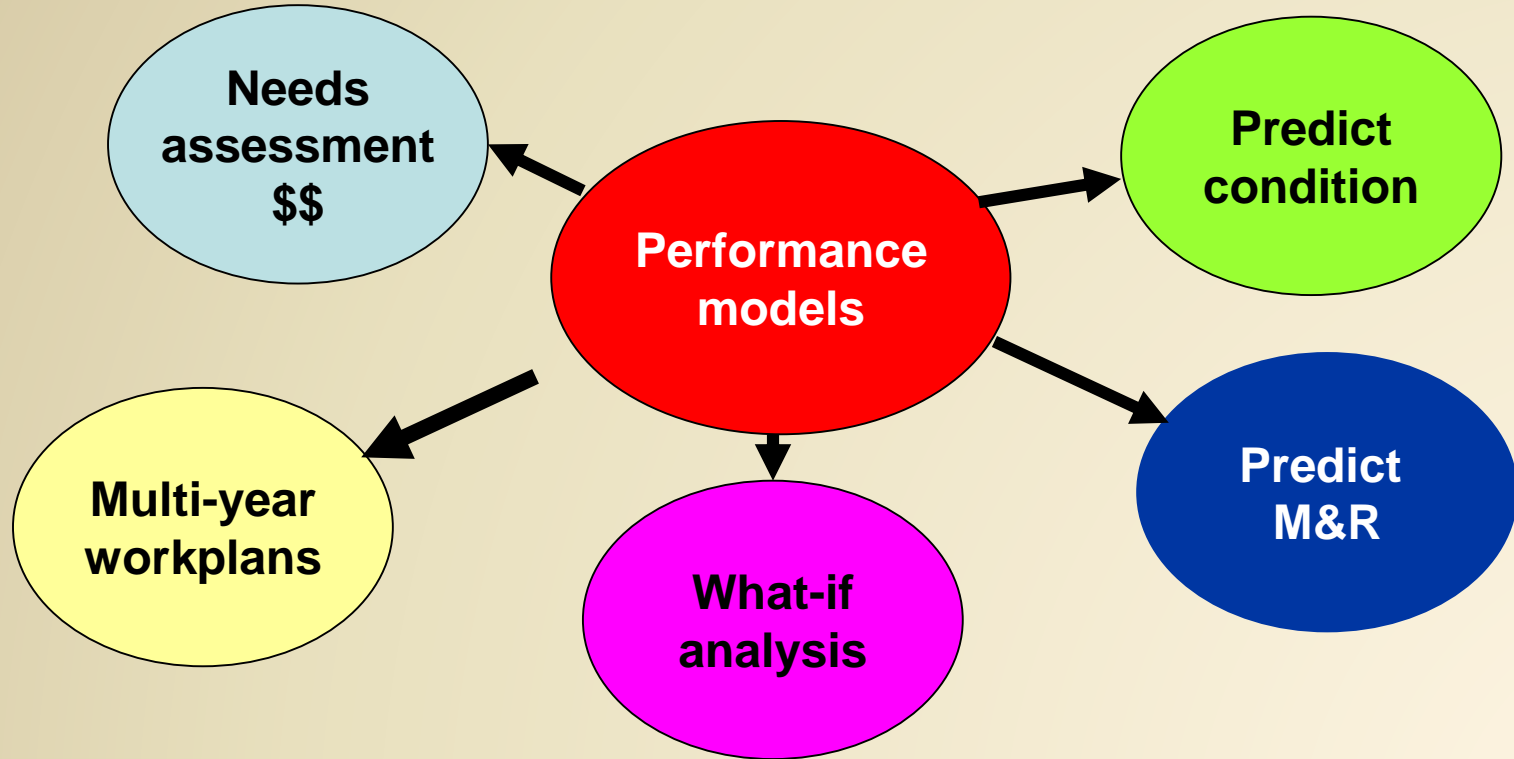 Needs
assessment
$$
Predict
condition
Performance
models
Multi-year
workplans
What-if
analysis
Predict
M&R